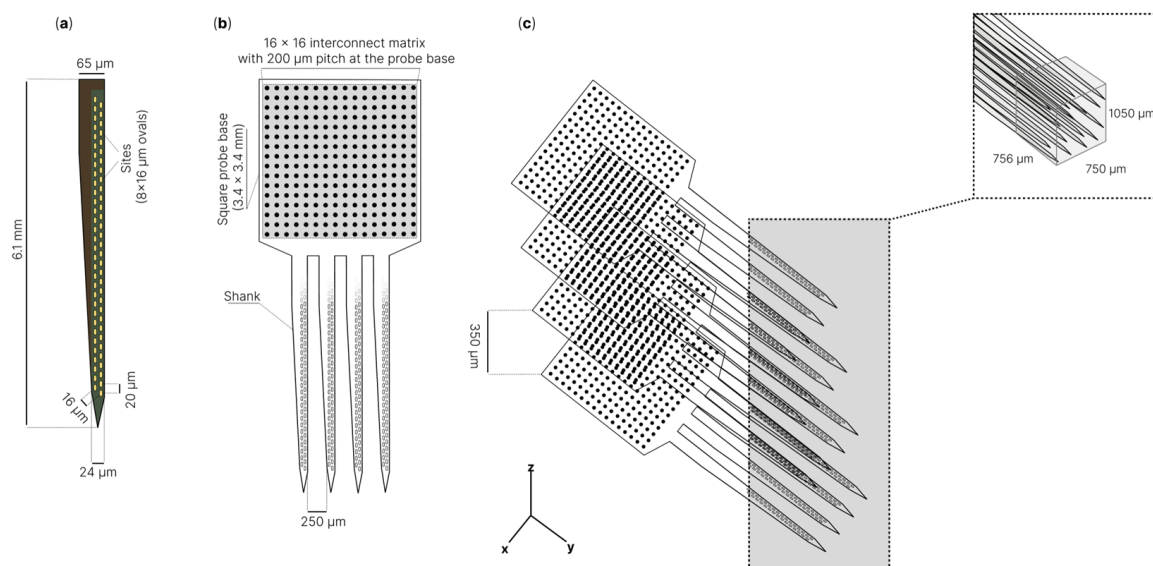 (a)
65 µm
Sites
(8×16 µm ovals)
6.1 mm
16 µm
20 µm
24 µm
(b)
16 × 16 interconnect matrix
with 200 µm pitch at the probe base
Square probe base
(3.4 × 3.4 mm)
Shank
250 µm
(c)
350 µm
z
x
y
1050 µm
756 µm
750 µm